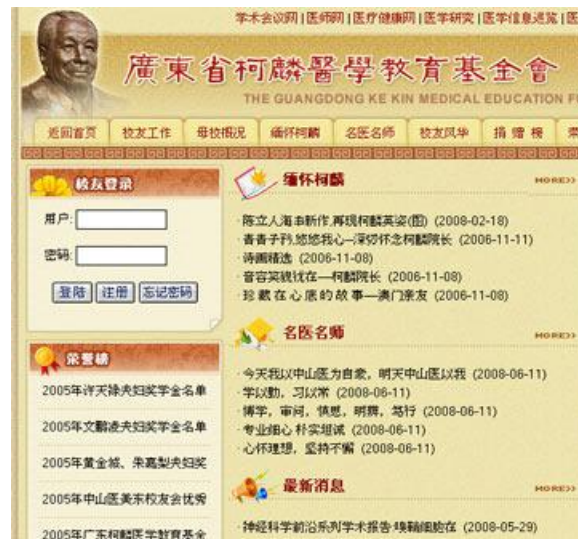 学术会议网 | 医师网 | 医疗健康网 | 医学研究 | 医学信息巡览 | 医
廣東省柯麟醫學教育基金會
THE GUANGDONG KE KIN MEDICAL EDUCATION F
返回首页 校友工作 母校概况 缅怀柯麟 名医名师 校友风华 捐赠榜
校友登录
用户:
密码:
登陆 注册 忘记密码
荣誉榜
2005年许天禄夫妇奖学金名单
2005年文鹏凌夫妇奖学金名单
2005年黄金城、朱嘉梨夫妇奖
2005年中山医美东校友会优秀
2005年广东柯麟医学教育基金
缅怀柯麟 MORE>>
·陈立人海南新作,再现柯麟英姿(图) (2008-02-18)
·青青子矜,悠悠我心—深切怀念柯麟院长 (2006-11-11)
·诗画精选 (2006-11-08)
·音容笑貌犹在—柯麟院长 (2006-11-08)
·珍藏在心底的故事—澳门亲友 (2006-11-08)
名医名师 MORE>>
·今天我以中山医为自豪，明天中山医以我 (2008-06-11)
·学以勤，习以常 (2008-06-11)
·博学，审问，慎思，明辨，笃行 (2008-06-11)
·专业细心 朴实坦诚 (2008-06-11)
·心怀理想，坚持不懈 (2008-06-11)
最新消息 MORE>>
·神经科学前沿系列学术报告:嗅鞘细胞在 (2008-05-29)